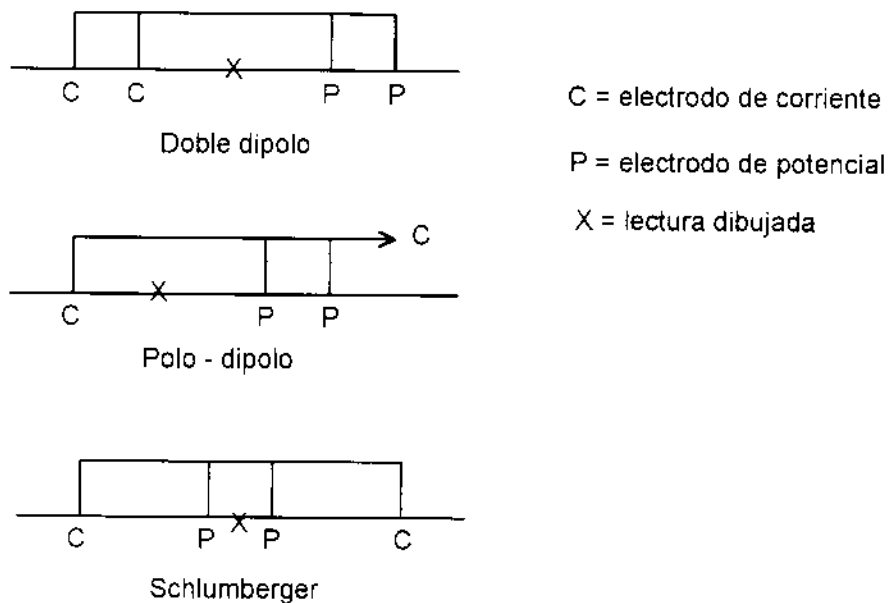 X
C C P P
Doble dipolo
C = electrodo de corriente
P = electrodo de potencial
X = lectura dibujada
C
X
C P P
Polo - dipolo
X
C P P C
Schlumberger